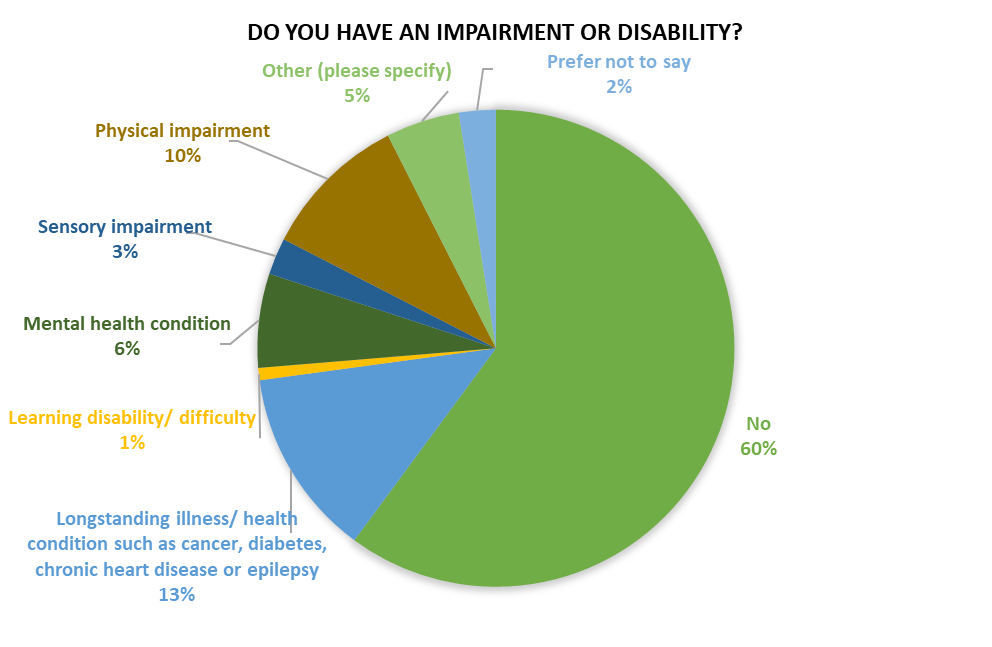 DO YOU HAVE AN IMPAIRMENT OR DISABILITY?
Prefer not to say
2%
Other (please specify)
5%
Physical impairment
10%
Sensory impairment
3%
Mental health condition
6%
Learning disability/ difficulty
1%
Longstanding illness/ health
condition such as cancer, diabetes,
chronic heart disease or epilepsy
13%
No
60%